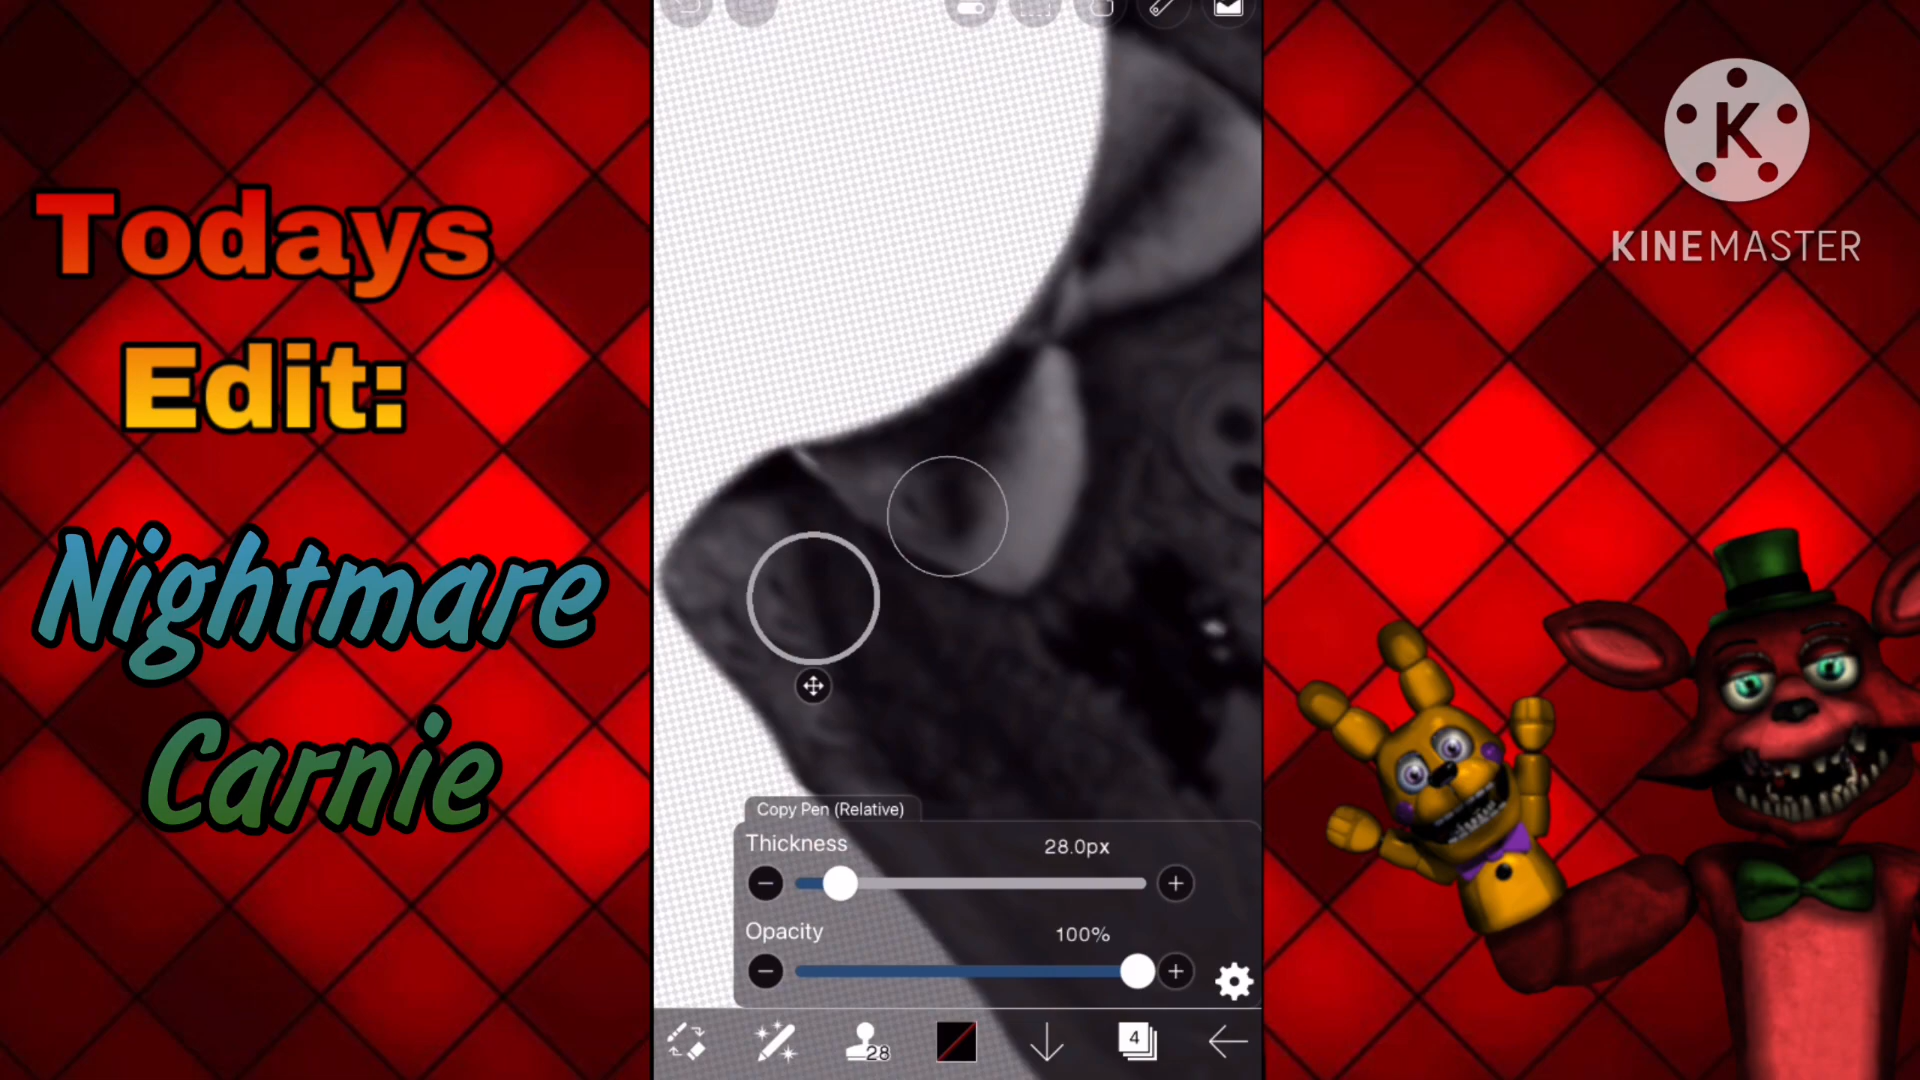 Todays
Edit:
Nightmare
Carnie
K
KINEMASTER
Copy Pen (Relative)
Thickness
28.0px
Opacity
100%
28
4